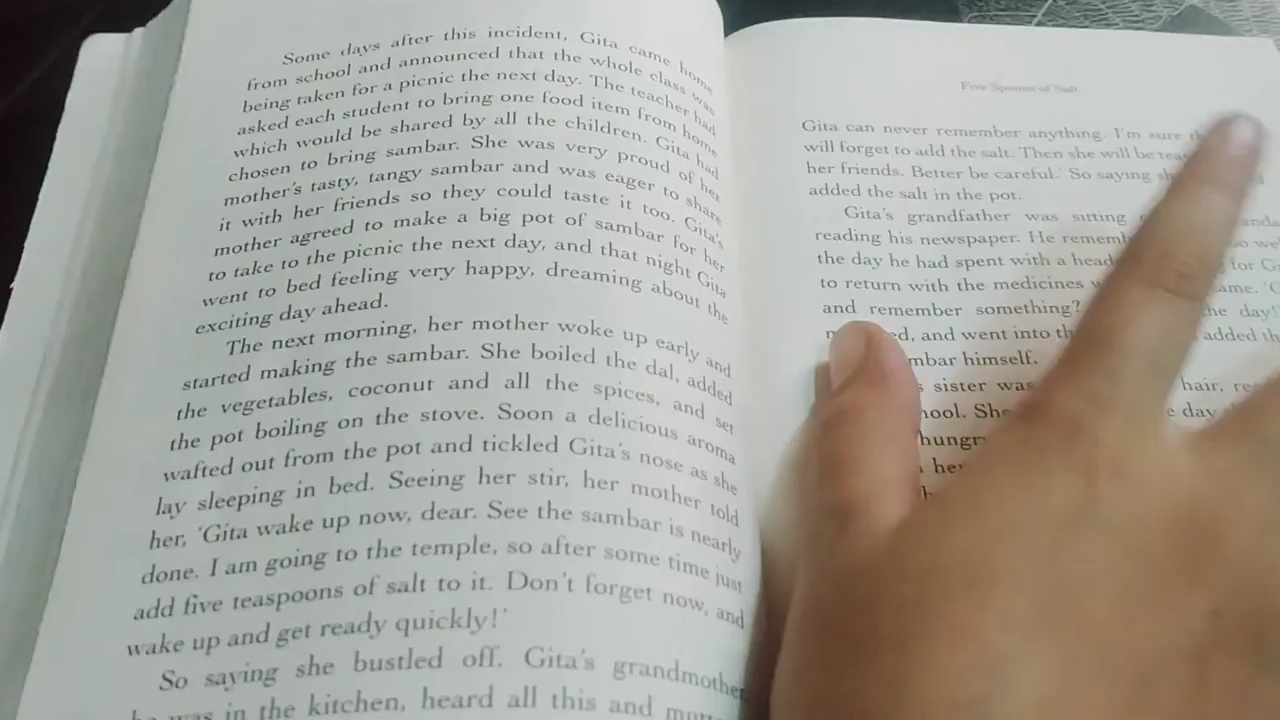 Some days after this incident, Gita came home
from school and announced that the whole class was
being taken for a picnic the next day. The teacher had
asked each student to bring one food item from home
which would be shared by all the children. Gita had
chosen to bring sambar. She was very proud of her
mother's tasty, tangy sambar and was eager to share
it with her friends so they could taste it too. Gita's
mother agreed to make a big pot of sambar for her
to take to the picnic the next day, and that night Gita
went to bed feeling very happy, dreaming about the
exciting day ahead.
The next morning, her mother woke up early and
started making the sambar. She boiled the dal, added
the vegetables, coconut and all the spices, and set
the pot boiling on the stove. Soon a delicious aroma
wafted out from the pot and tickled Gita's nose as she
lay sleeping in bed. Seeing her stir, her mother told
her, 'Gita wake up now, dear. See the sambar is nearly
done. I am going to the temple, so after some time just
add five teaspoons of salt to it. Don't forget now, and
wake up and get ready quickly!'
So saying she bustled off. Gita's grandmother
was in the kitchen, heard all this and
Five Spoons of Salt
Gita can never remember anything. I'm sure
will forget to add the salt. Then she will be
her friends. Better be careful.' So saying
added the salt in the pot.
Gita's grandfather was sitting
reading his newspaper. He
the day he had spent with a for
to return with the medicines
and remember something? day!
and went into added
himself.
sister was hair,
day